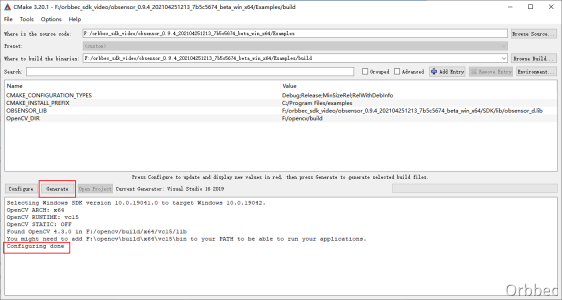 CMake 3.20.1 - F:/orbbec_sdk_video/obsensor_0.9.4_202104251213_7b5c5674_beta_win_x64/Examples/build
File Tools Options Help
Where is the source code: F:/orbbec_sdk_video/obsensor_0.9.4_202104251213_7b5c5674_beta_win_x64/Examples Browse Source...
Preset: <custom>
Where to build the binaries: F:/orbbec_sdk_video/obsensor_0.9.4_202104251213_7b5c5674_beta_win_x64/Examples/build Browse Build...
Search: Grouped Advanced Add Entry Remove Entry Environment...
Name Value
CMAKE_CONFIGURATION_TYPES Debug;Release;MinSizeRel;RelWithDebInfo
CMAKE_INSTALL_PREFIX C:/Program Files/examples
OBSENSOR_LIB F:/orbbec_sdk_video/obsensor_0.9.4_202104251213_7b5c5674_beta_win_x64/SDK/lib/obsensor_d.lib
OpenCV_DIR F:/opencv/build
Press Configure to update and display new values in red, then press Generate to generate selected build files.
Configure Generate Open Project Current Generator: Visual Studio 16 2019
Selecting Windows SDK version 10.0.19041.0 to target Windows 10.0.19042.
OpenCV ARCH: x64
OpenCV RUNTIME: vc15
OpenCV STATIC: OFF
Found OpenCV 4.3.0 in F:/opencv/build/x64/vc15/lib
You might need to add F:\opencv\build\x64\vc15\bin to your PATH to be able to run your applications.
Configuring done
Orbbec